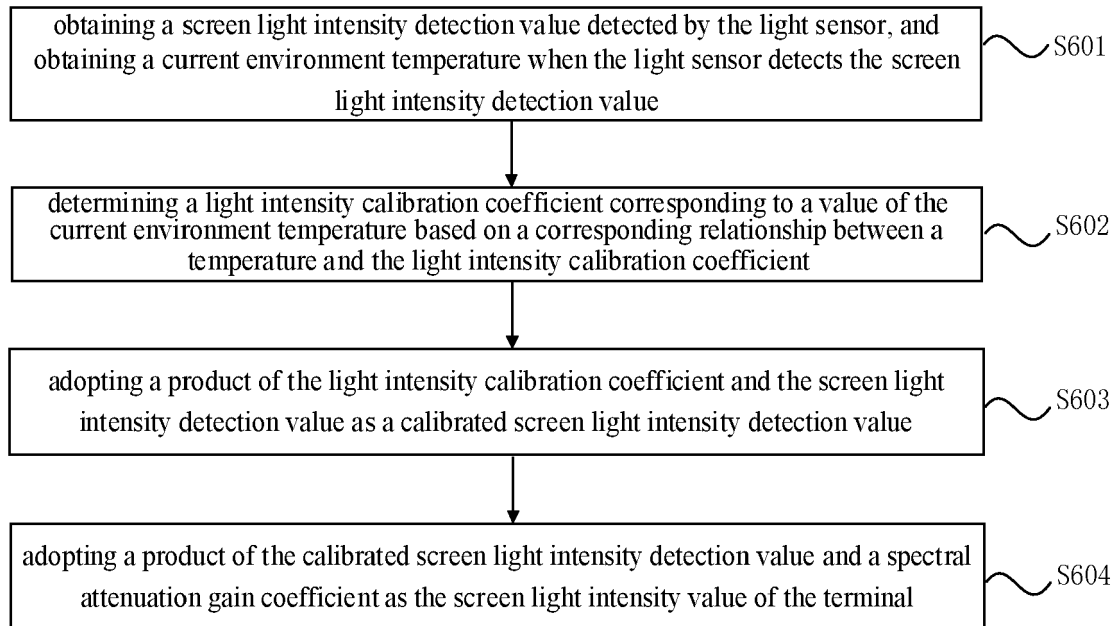 obtaining a screen light intensity detection value detected by the light sensor, and
obtaining a current environment temperature when the light sensor detects the screen
light intensity detection value
S601
determining a light intensity calibration coefficient corresponding to a value of the
current environment temperature based on a corresponding relationship between a
temperature and the light intensity calibration coefficient
S602
adopting a product of the light intensity calibration coefficient and the screen light
intensity detection value as a calibrated screen light intensity detection value
S603
adopting a product of the calibrated screen light intensity detection value and a spectral
attenuation gain coefficient as the screen light intensity value of the terminal
S604